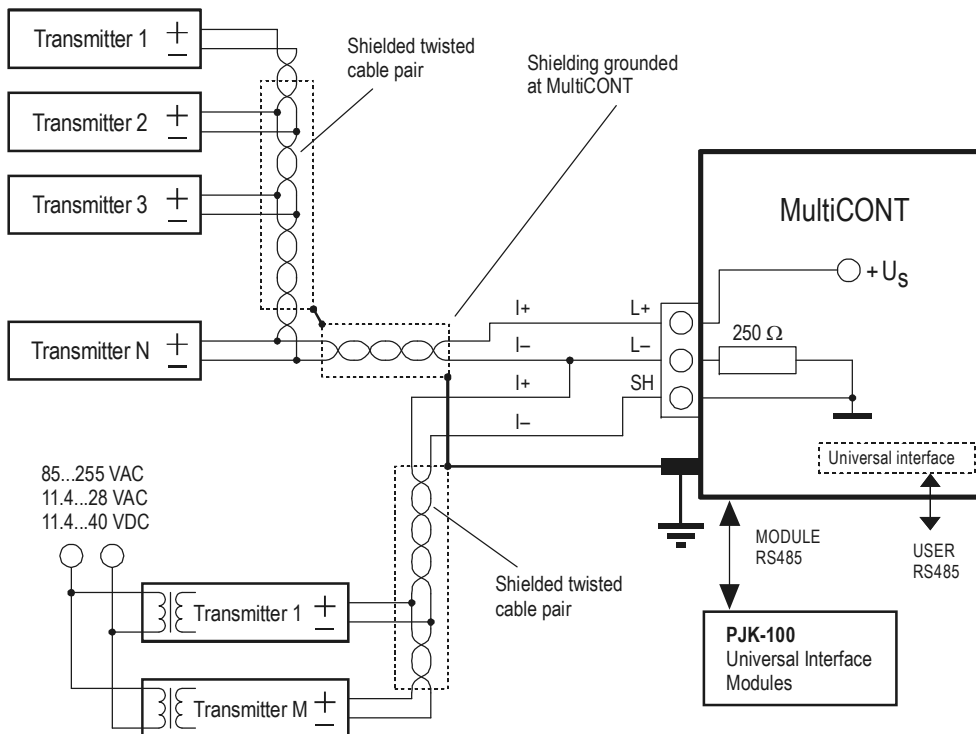 Transmitter 1 + –
Shielded twisted
cable pair
Shielding grounded
at MultiCONT
Transmitter 2 + –
Transmitter 3 + –
Transmitter N + –
MultiCONT
+ US
I+
L+
250 Ω
I–
L–
I+
SH
I–
Universal interface
85...255 VAC
11.4...28 VAC
11.4...40 VDC
MODULE
RS485
USER
RS485
Shielded twisted
cable pair
Transmitter 1 + –
Transmitter M + –
PJK-100
Universal Interface
Modules